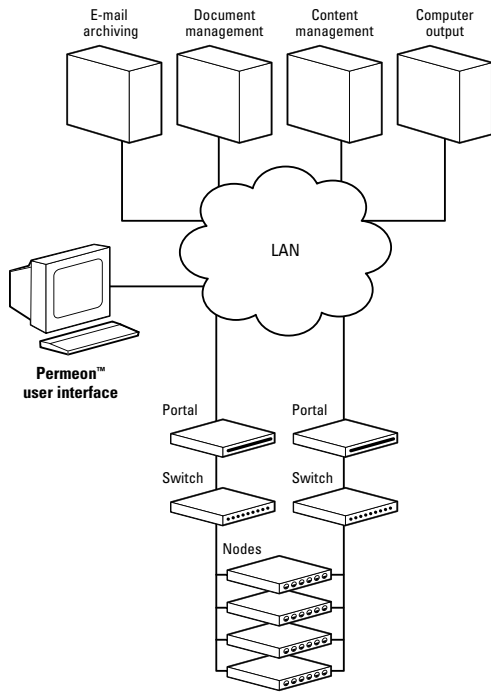 E-mail
archiving
Document
management
Content
management
Computer
output
LAN
Permeon™
user interface
Portal
Portal
Switch
Switch
Nodes